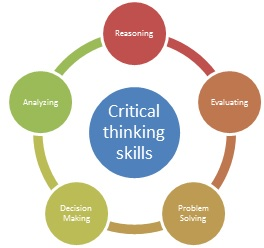 Reasoning
Evaluating
Problem
Solving
Decision
Making
Analyzing
Critical
thinking
skills